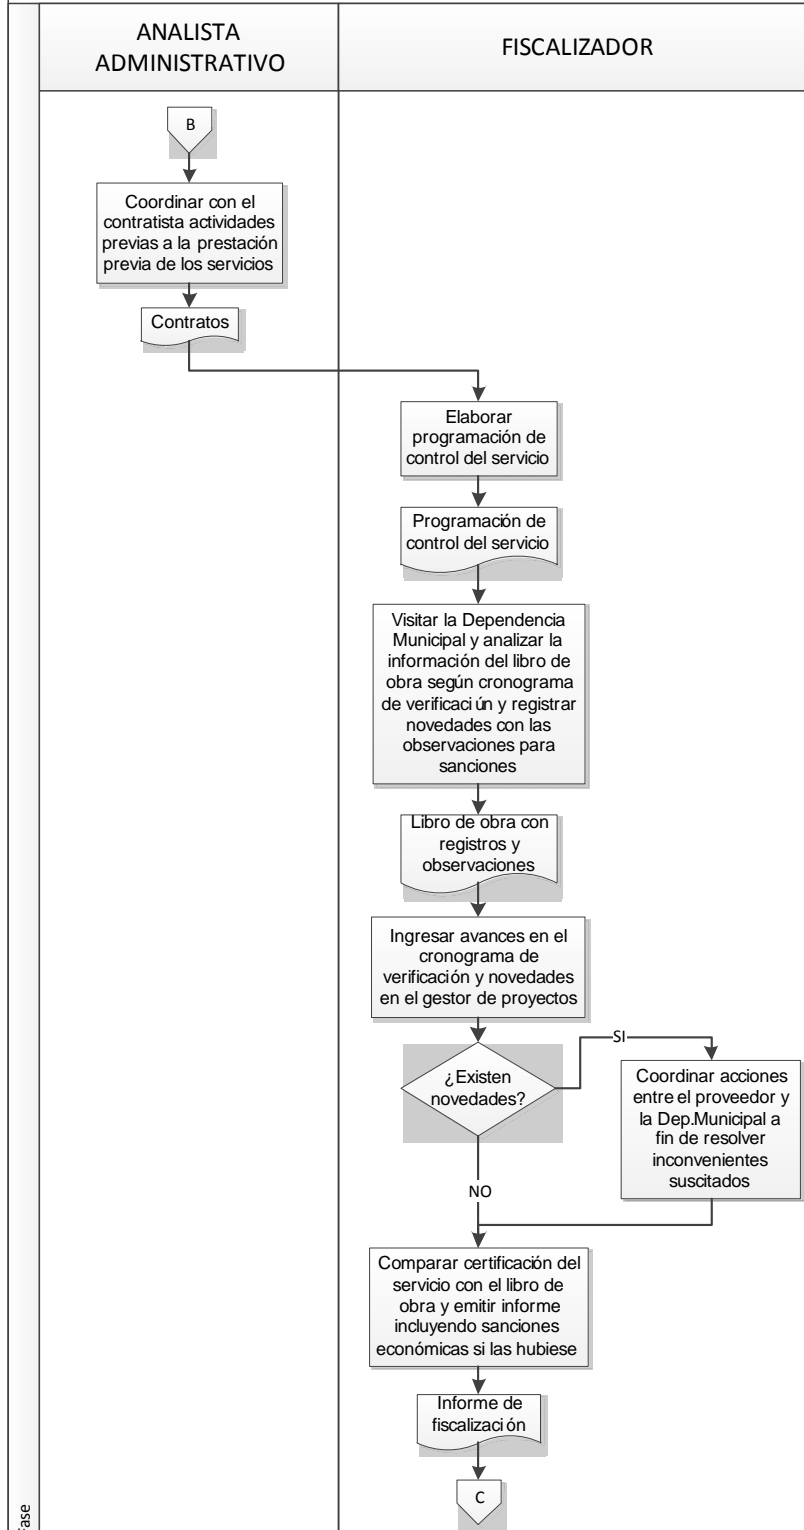 ANALISTA
ADMINISTRATIVO
FISCALIZADOR
B
Coordinar con el
contratista actividades
previas a la prestación
previa de los servicios
Contratos
Elaborar
programación de
control del servicio
Programación de
control del servicio
Visitar la Dependencia
Municipal y analizar la
información del libro de
obra según cronograma
de verificaciún y registrar
novedades con las
observaciones para
sanciones
Libro de obra con
registros y
observaciones
Ingresar avances en el
cronograma de
verificación y novedades
en el gestor de proyectos
¿Existen
novedades?
SI
Coordinar acciones
entre el proveedor y
la Dep.Municipal a
fin de resolver
inconvenientes
suscitados
NO
Comparar certificación del
servicio con el libro de
obra y emitir informe
incluyendo sanciones
económicas si las hubiese
Informe de
fiscalización
C
Fase